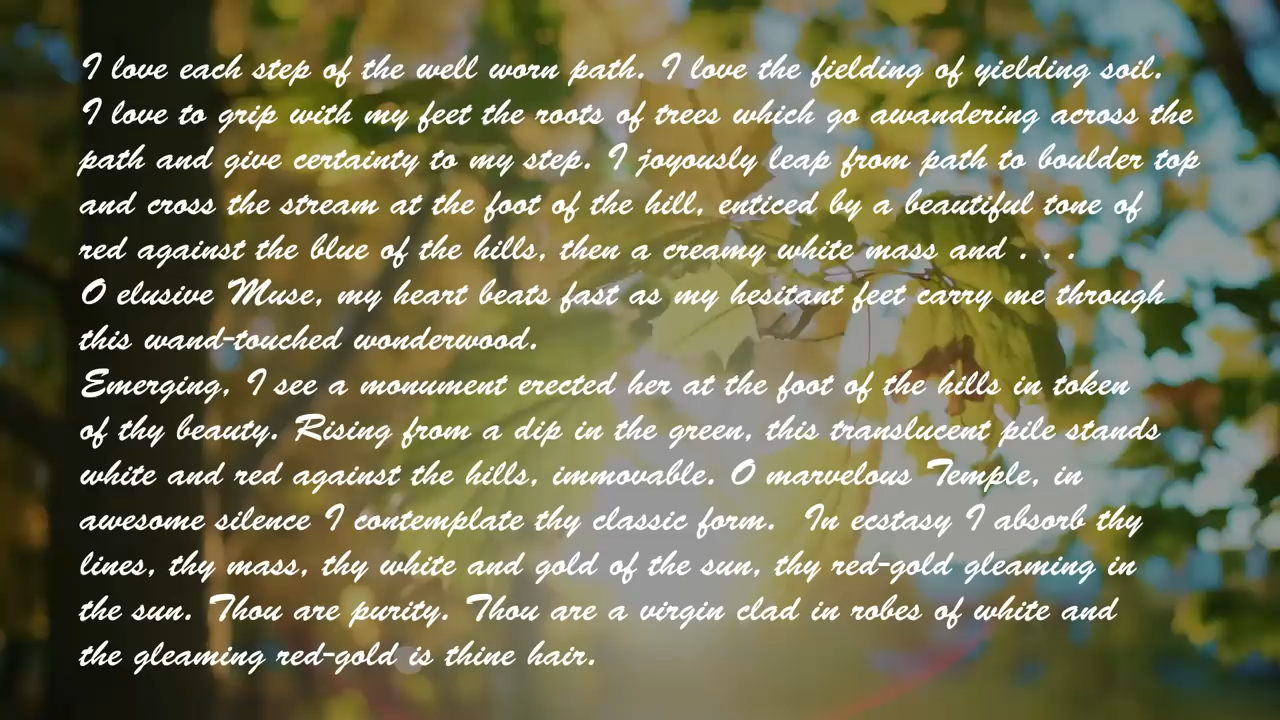 I love each step of the well worn path. I love the fielding of yielding soil.
I love to grip with my feet the roots of trees which go awandering across the
path and give certainty to my step. I joyously leap from path to boulder top
and cross the stream at the foot of the hill, enticed by a beautiful tone of
red against the blue of the hills, then a creamy white mass and . . .
O elusive Muse, my heart beats fast as my hesitant feet carry me through
this wand-touched wonderwood.
Emerging, I see a monument erected her at the foot of the hills in token
of thy beauty. Rising from a dip in the green, this translucent pile stands
white and red against the hills, immovable. O marvelous Temple, in
awesome silence I contemplate thy classic form.  In ecstasy I absorb thy
lines, thy mass, thy white and gold of the sun, thy red-gold gleaming in
the sun. Thou are purity. Thou are a virgin clad in robes of white and
the gleaming red-gold is thine hair.